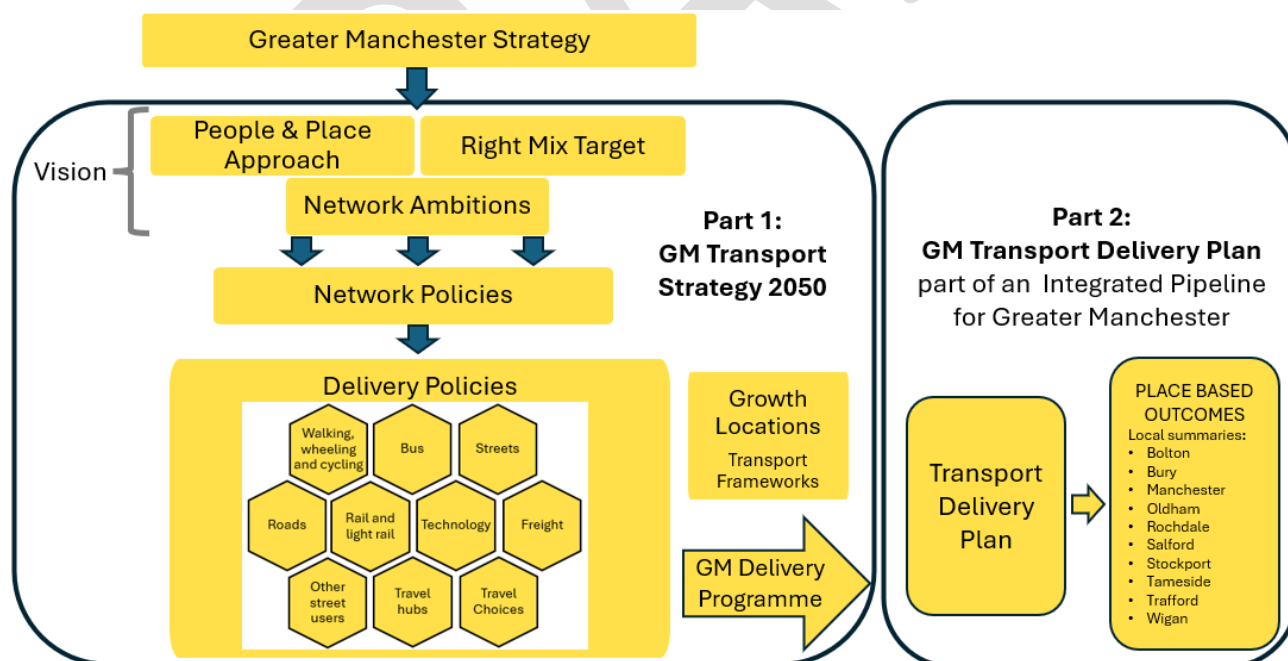 Greater Manchester Strategy
Vision
People & Place
Approach
Right Mix Target
Network Ambitions
Part 1:
GM Transport
Strategy 2050
Network Policies
Delivery Policies
Walking,
wheeling
and cycling
Bus
Streets
Roads
Rail and
light rail
Technology
Freight
Other
street
users
Travel
hubs
Travel
Choices
Growth
Locations
Transport
Frameworks
GM Delivery
Programme
Part 2:
GM Transport Delivery Plan
part of an Integrated Pipeline
for Greater Manchester
Transport
Delivery
Plan
PLACE BASED
OUTCOMES
Local summaries:
• Bolton
• Bury
• Manchester
• Oldham
• Rochdale
• Salford
• Stockport
• Tameside
• Trafford
• Wigan